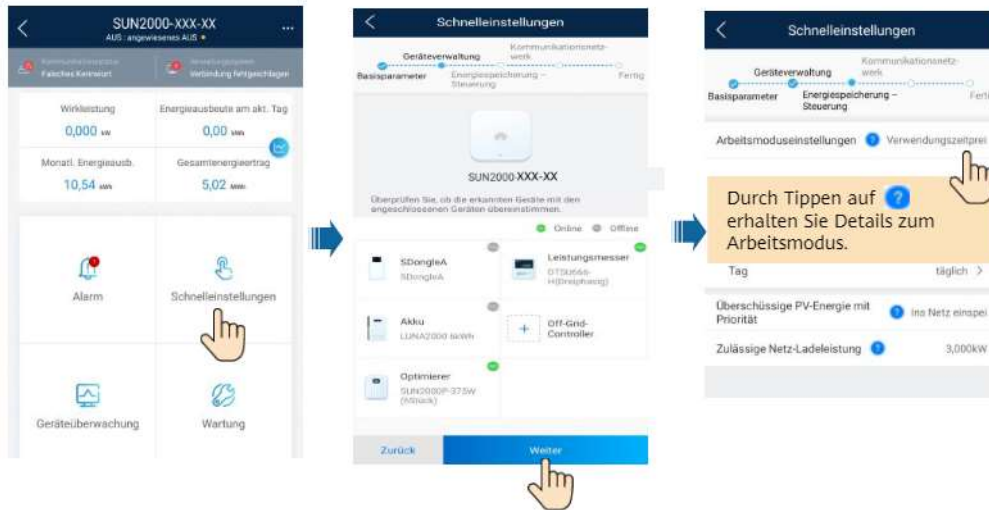 SUN2000-XXX-XX
AUS : angewiesenes AUS
Falsches Kennwort
Verbindung fehlgeschlagen
Wirkleistung
0,000 kW
Energieausbeute am akt. Tag
0,00 kWh
Monatl. Energieausb.
10,54 kWh
Gesamtenergieertrag
5,02 MWh
Alarm
Schnelleinstellungen
Geräteüberwachung
Wartung
Schnelleinstellungen
Geräteverwaltung
Kommunikationsnetz-
werk
Basisparameter
Energiespeicherung –
Steuerung
Fertig
SUN2000-XXX-XX
Überprüfen Sie, ob die erkannten Geräte mit den
angeschlossenen Geräten übereinstimmen.
Online
Offline
SDongleA
SDongleA
Leistungsmesser
DTSU666-
H(Dreiphasig)
Akku
LUNA2000
Off-Grid-
Controller
Optimierer
SUN2000P-375W
Zurück
Weiter
Schnelleinstellungen
Geräteverwaltung
Kommunikationsnetz-
werk
Basisparameter
Energiespeicherung –
Steuerung
Ferti
Arbeitsmoduseinstellungen ? Verwendungszeitprei
Durch Tippen auf ?
erhalten Sie Details zum
Arbeitsmodus.
Tag
täglich >
Überschüssige PV-Energie mit
Priorität
? Ins Netz einspei
Zulässige Netz-Ladeleistung ? 3,000kW